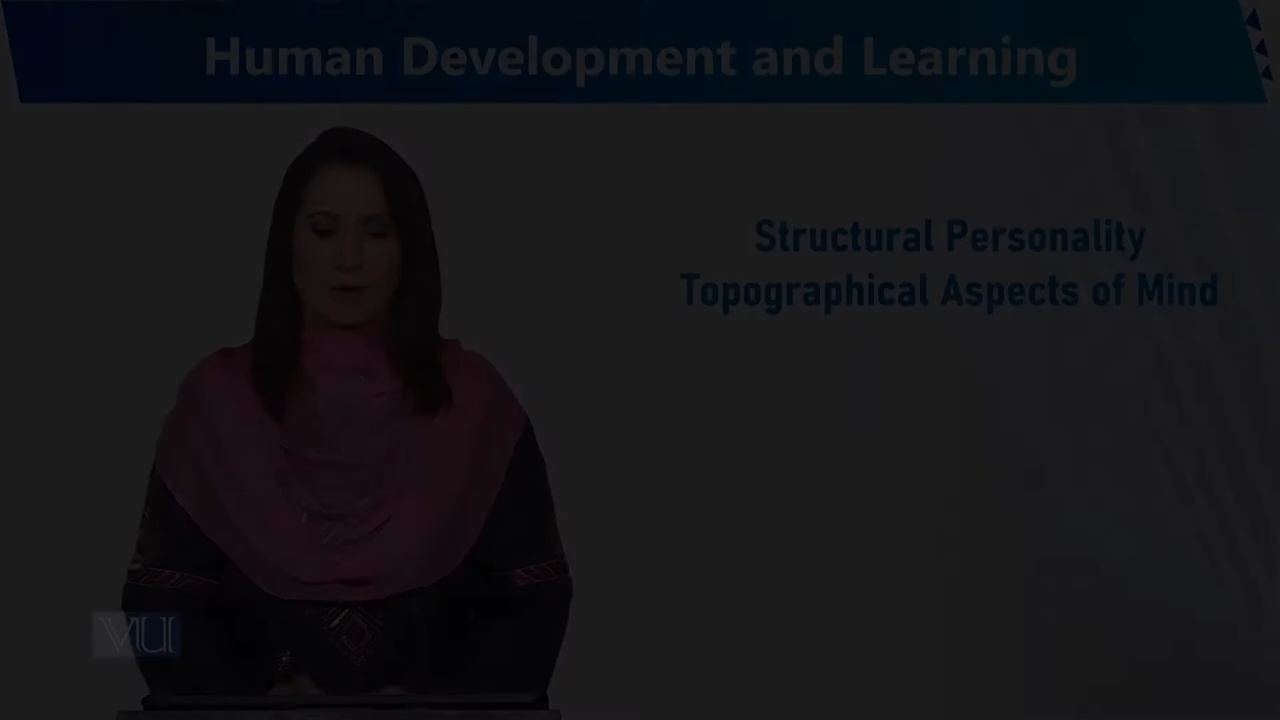 Human Development and Learning
Structural Personality
Topographical Aspects of Mind
VU